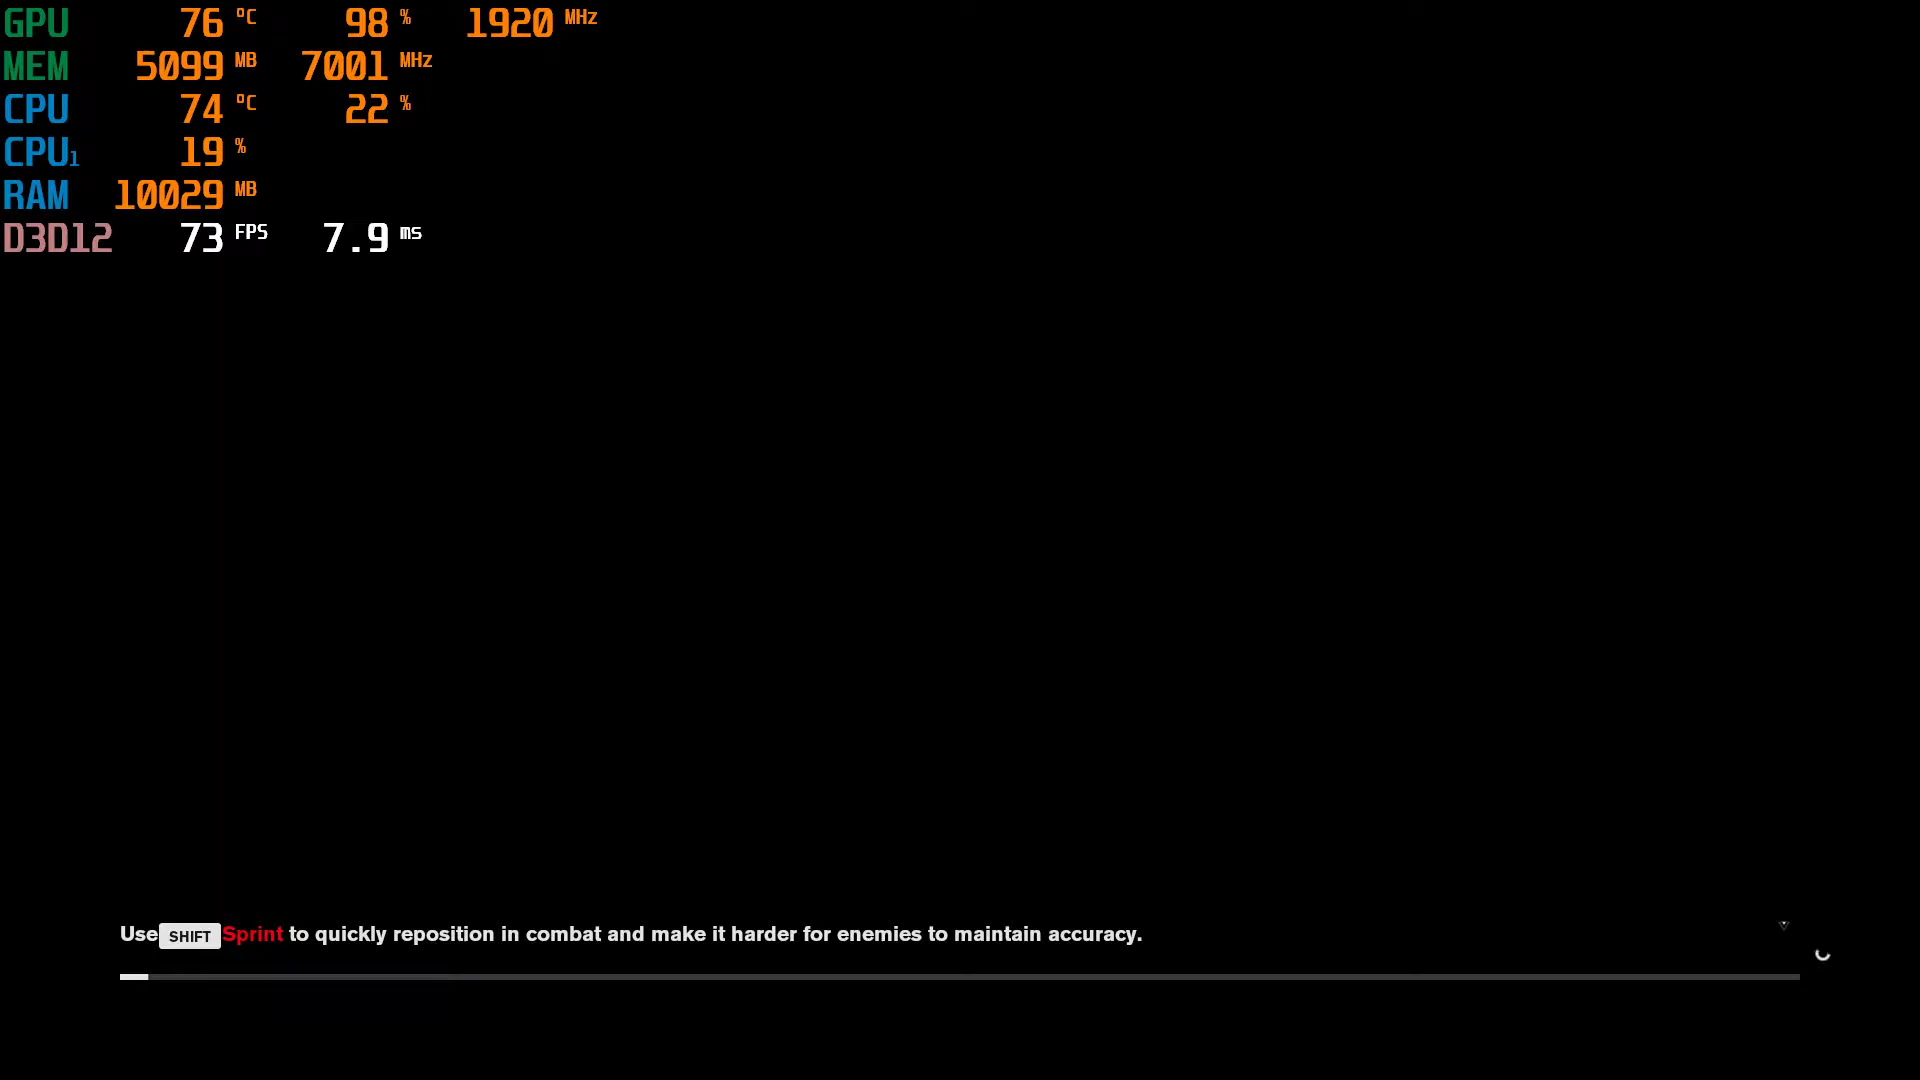 GPU 76 °C 98 % 1920 MHz
MEM 5099 MB 7001 MHz
CPU 74 °C 22 %
CPU1 19 %
RAM 10029 MB
D3D12 73 FPS 7.9 ms
Use SHIFT Sprint to quickly reposition in combat and make it harder for enemies to maintain accuracy.